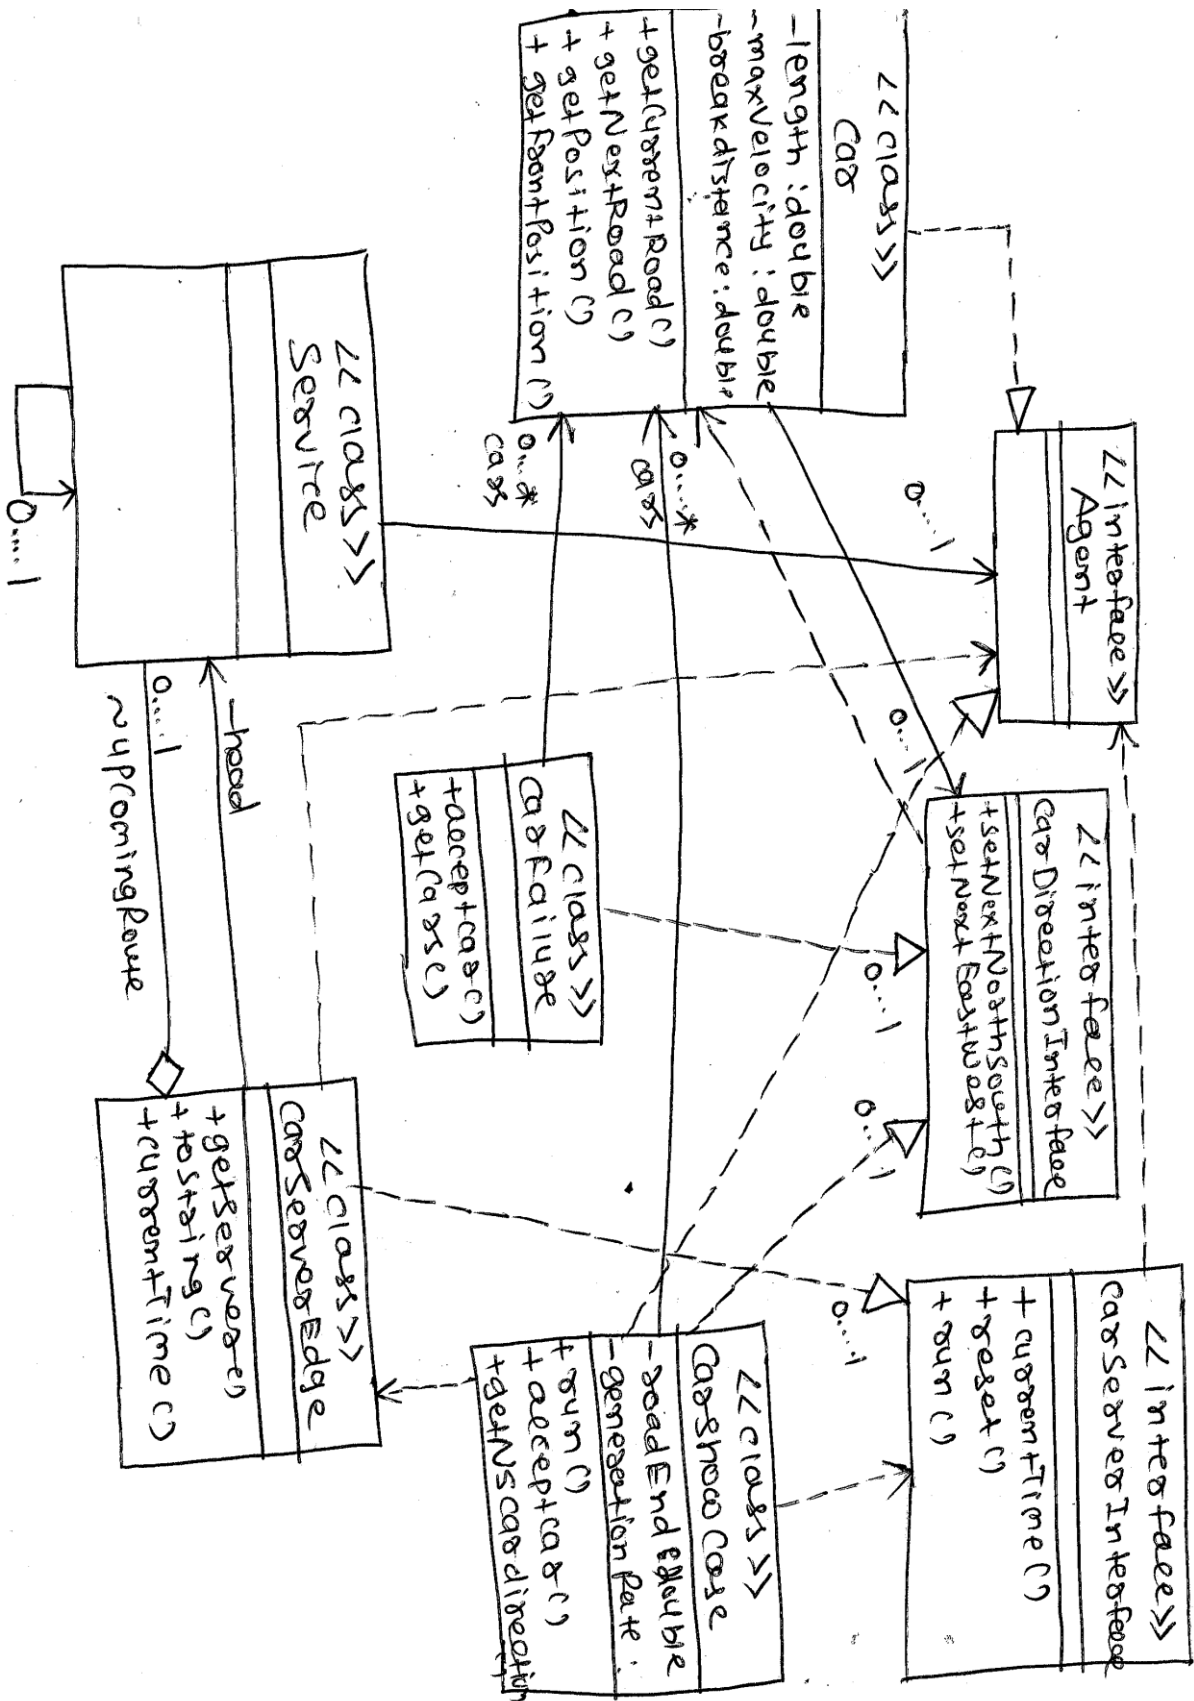 <<class>>
Car
-length:double
-maxVelocity:double
-breakdistance:double
+getCurrentRoad()
+getNextRoad()
+getPosition()
+getFrontPosition()
<<interface>>
Agent
0....1
0....*
cars
0...*
cars
<<class>>
Service
0....1
0....1
~upComingRoute
-head
<<class>>
CarFailure
+acceptcar()
+getCars()
<<interface>>
CarDirectionInterface
+setNextNorthSouth()
+setNextEastWest()
0...1
0...1
0...1
<<class>>
CarServerEdge
+getServer()
+toString()
+currentTime()
<<class>>
CarShowCase
-roadEnd:double
-generationRate:
+run()
+acceptcar()
+getNScardirection()
<<interface>>
CarServerInterface
+currentTime()
+reset()
+run()
0...1